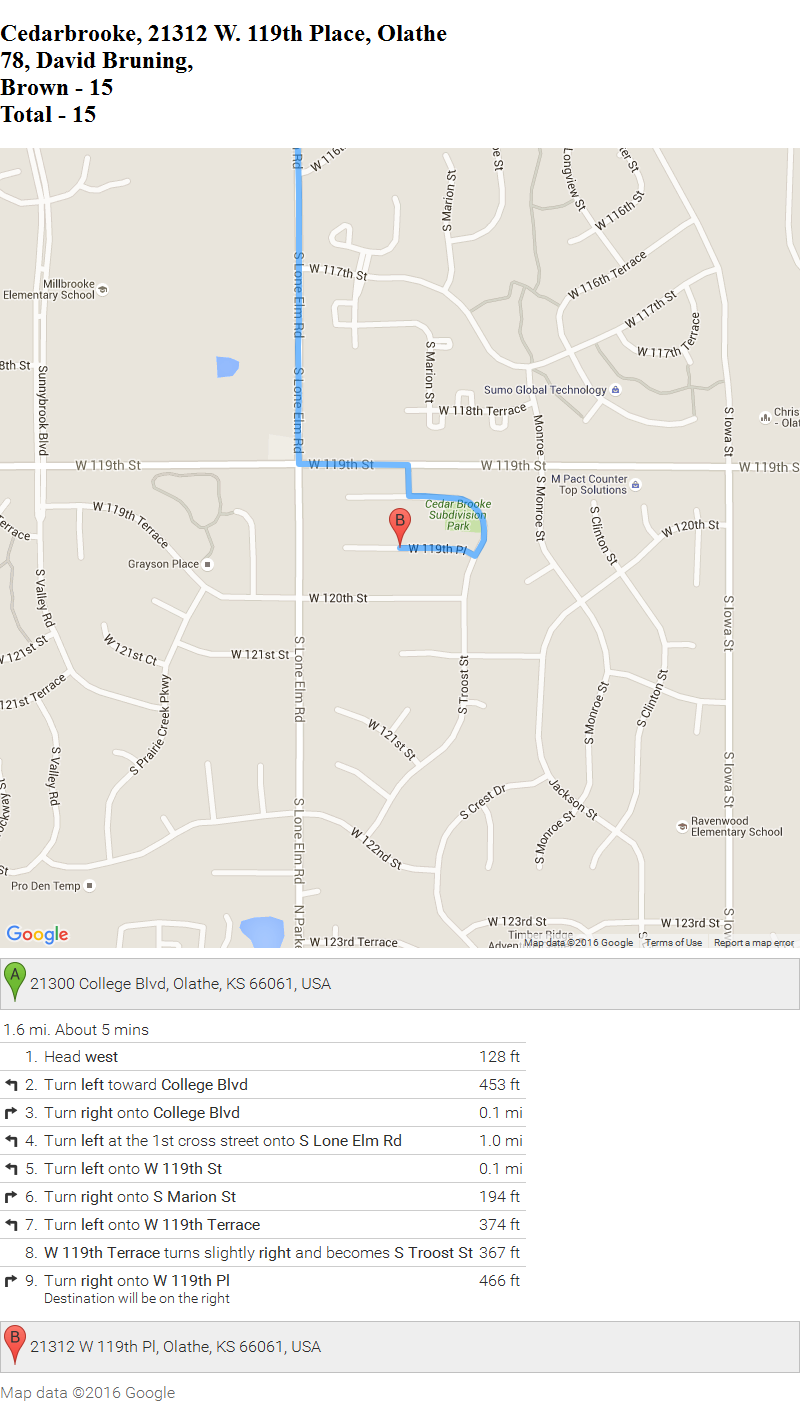 Cedarbrooke, 21312 W. 119th Place, Olathe
78, David Bruning,
Brown - 15
Total - 15
Rd
W 116th
S Marion St
Longview St
W 116th St
S Lone Elm Rd
W 117th St
W 116th Terrace
Millbrooke
Elementary School
W 117th St
W 117th Terrace
S Marion St
8th St
Sunnybrook Blvd
S Lone Elm Rd
Sumo Global Technology
W 118th Terrace
Monroe St
S Iowa St
Chris
- Olat
W 119th St
W 119th St
W 119th St
W 119th S
M Pact Counter
Top Solutions
S Monroe St
W 119th Terrace
Cedar Brooke
Subdivision
Park
B
S Clinton St
W 120th St
W 119th Pl
Grayson Place
S Valley Rd
W 120th St
S Iowa St
W 121st St
W 121st Ct
W 121st St
S Lone Elm Rd
121st Terrace
S Prairie Creek Pkwy
S Troost St
S Monroe St
S Clinton St
W 121st St
S Valley Rd
S Iowa St
S Crest Dr
Jackson St
S Lone Elm Rd
W 122nd St
S Monroe St
Ravenwood
Elementary School
Pro Den Temp
N Parke
W 123rd St
W 123rd St
Google
W 123rd Terrace
Timber Ridge
Map data ©2016 Google Terms of Use Report a map error
A 21300 College Blvd, Olathe, KS 66061, USA
1.6 mi. About 5 mins
1. Head west 128 ft
2. Turn left toward College Blvd 453 ft
3. Turn right onto College Blvd 0.1 mi
4. Turn left at the 1st cross street onto S Lone Elm Rd 1.0 mi
5. Turn left onto W 119th St 0.1 mi
6. Turn right onto S Marion St 194 ft
7. Turn left onto W 119th Terrace 374 ft
8. W 119th Terrace turns slightly right and becomes S Troost St 367 ft
9. Turn right onto W 119th Pl 466 ft
Destination will be on the right
B 21312 W 119th Pl, Olathe, KS 66061, USA
Map data ©2016 Google